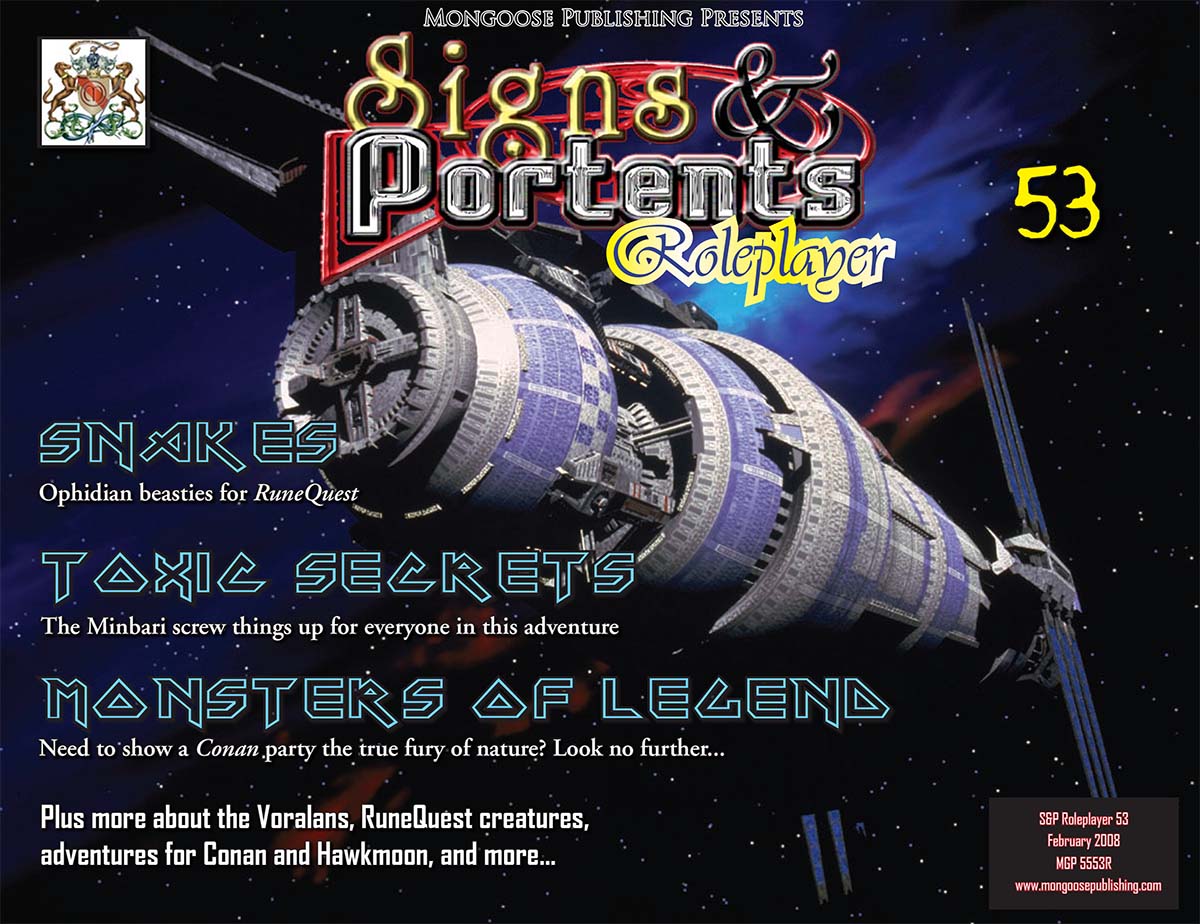 Mongoose Publishing Presents
Signs &
Portents
Roleplayer
53
SNAKES
Ophidian beasties for RuneQuest
TOXIC SECRETS
The Minbari screw things up for everyone in this adventure
MONSTERS OF LEGEND
Need to show a Conan party the true fury of nature? Look no further...
Plus more about the Voralans, RuneQuest creatures,
adventures for Conan and Hawkmoon, and more...
S&P Roleplayer 53
February 2008
MGP 5553R
www.mongoosepublishing.com